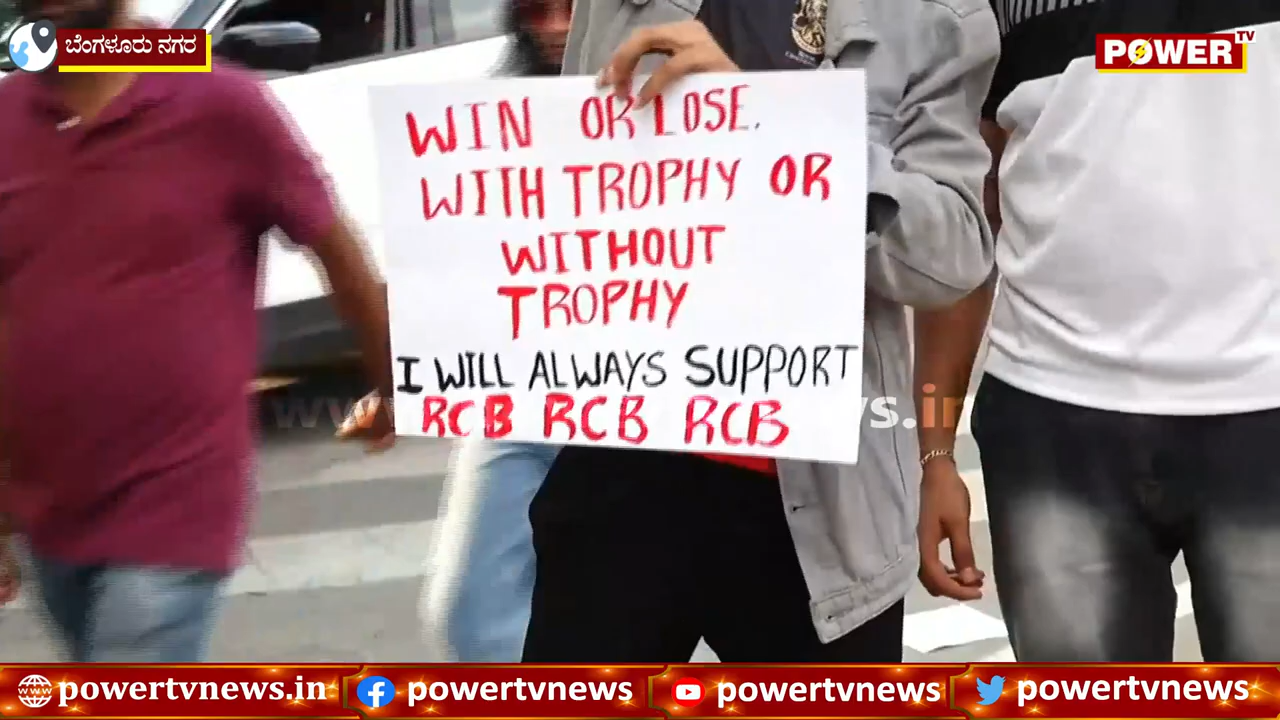 ಬೆಂಗಳೂರು ನಗರ
POWER TV
WIN OR LOSE.
WITH TROPHY OR
WITHOUT
TROPHY
I WILL ALWAYS SUPPORT
RCB RCB RCB
powertvnews.in
powertvnews
powertvnews
powertvnews